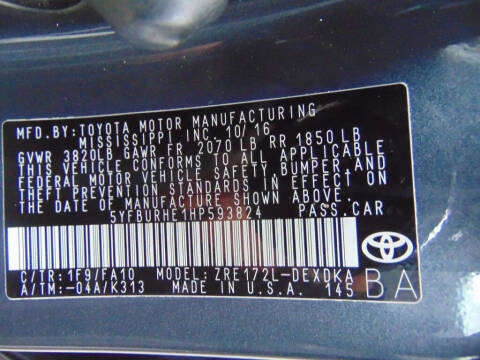 MFD. BY: TOYOTA MOTOR MANUFACTURING
MISSISSIPPI INC. 10/16
GVWR 3820LB GAWR FR 2070 LB RR 1850 LB
THIS VEHICLE CONFORMS TO ALL APPLICABLE
FEDERAL MOTOR VEHICLE SAFETY, BUMPER, AND
THEFT PREVENTION STANDARDS IN EFFECT ON
THE DATE OF MANUFACTURE SHOWN ABOVE.
5YFBURHE1HP593824 PASS. CAR
TOYOTA
C/TR: 1F9/FA10 MODEL: ZRE172L-DEXDKA
A/TM: -04A/K313 MADE IN U.S.A. 145 BA